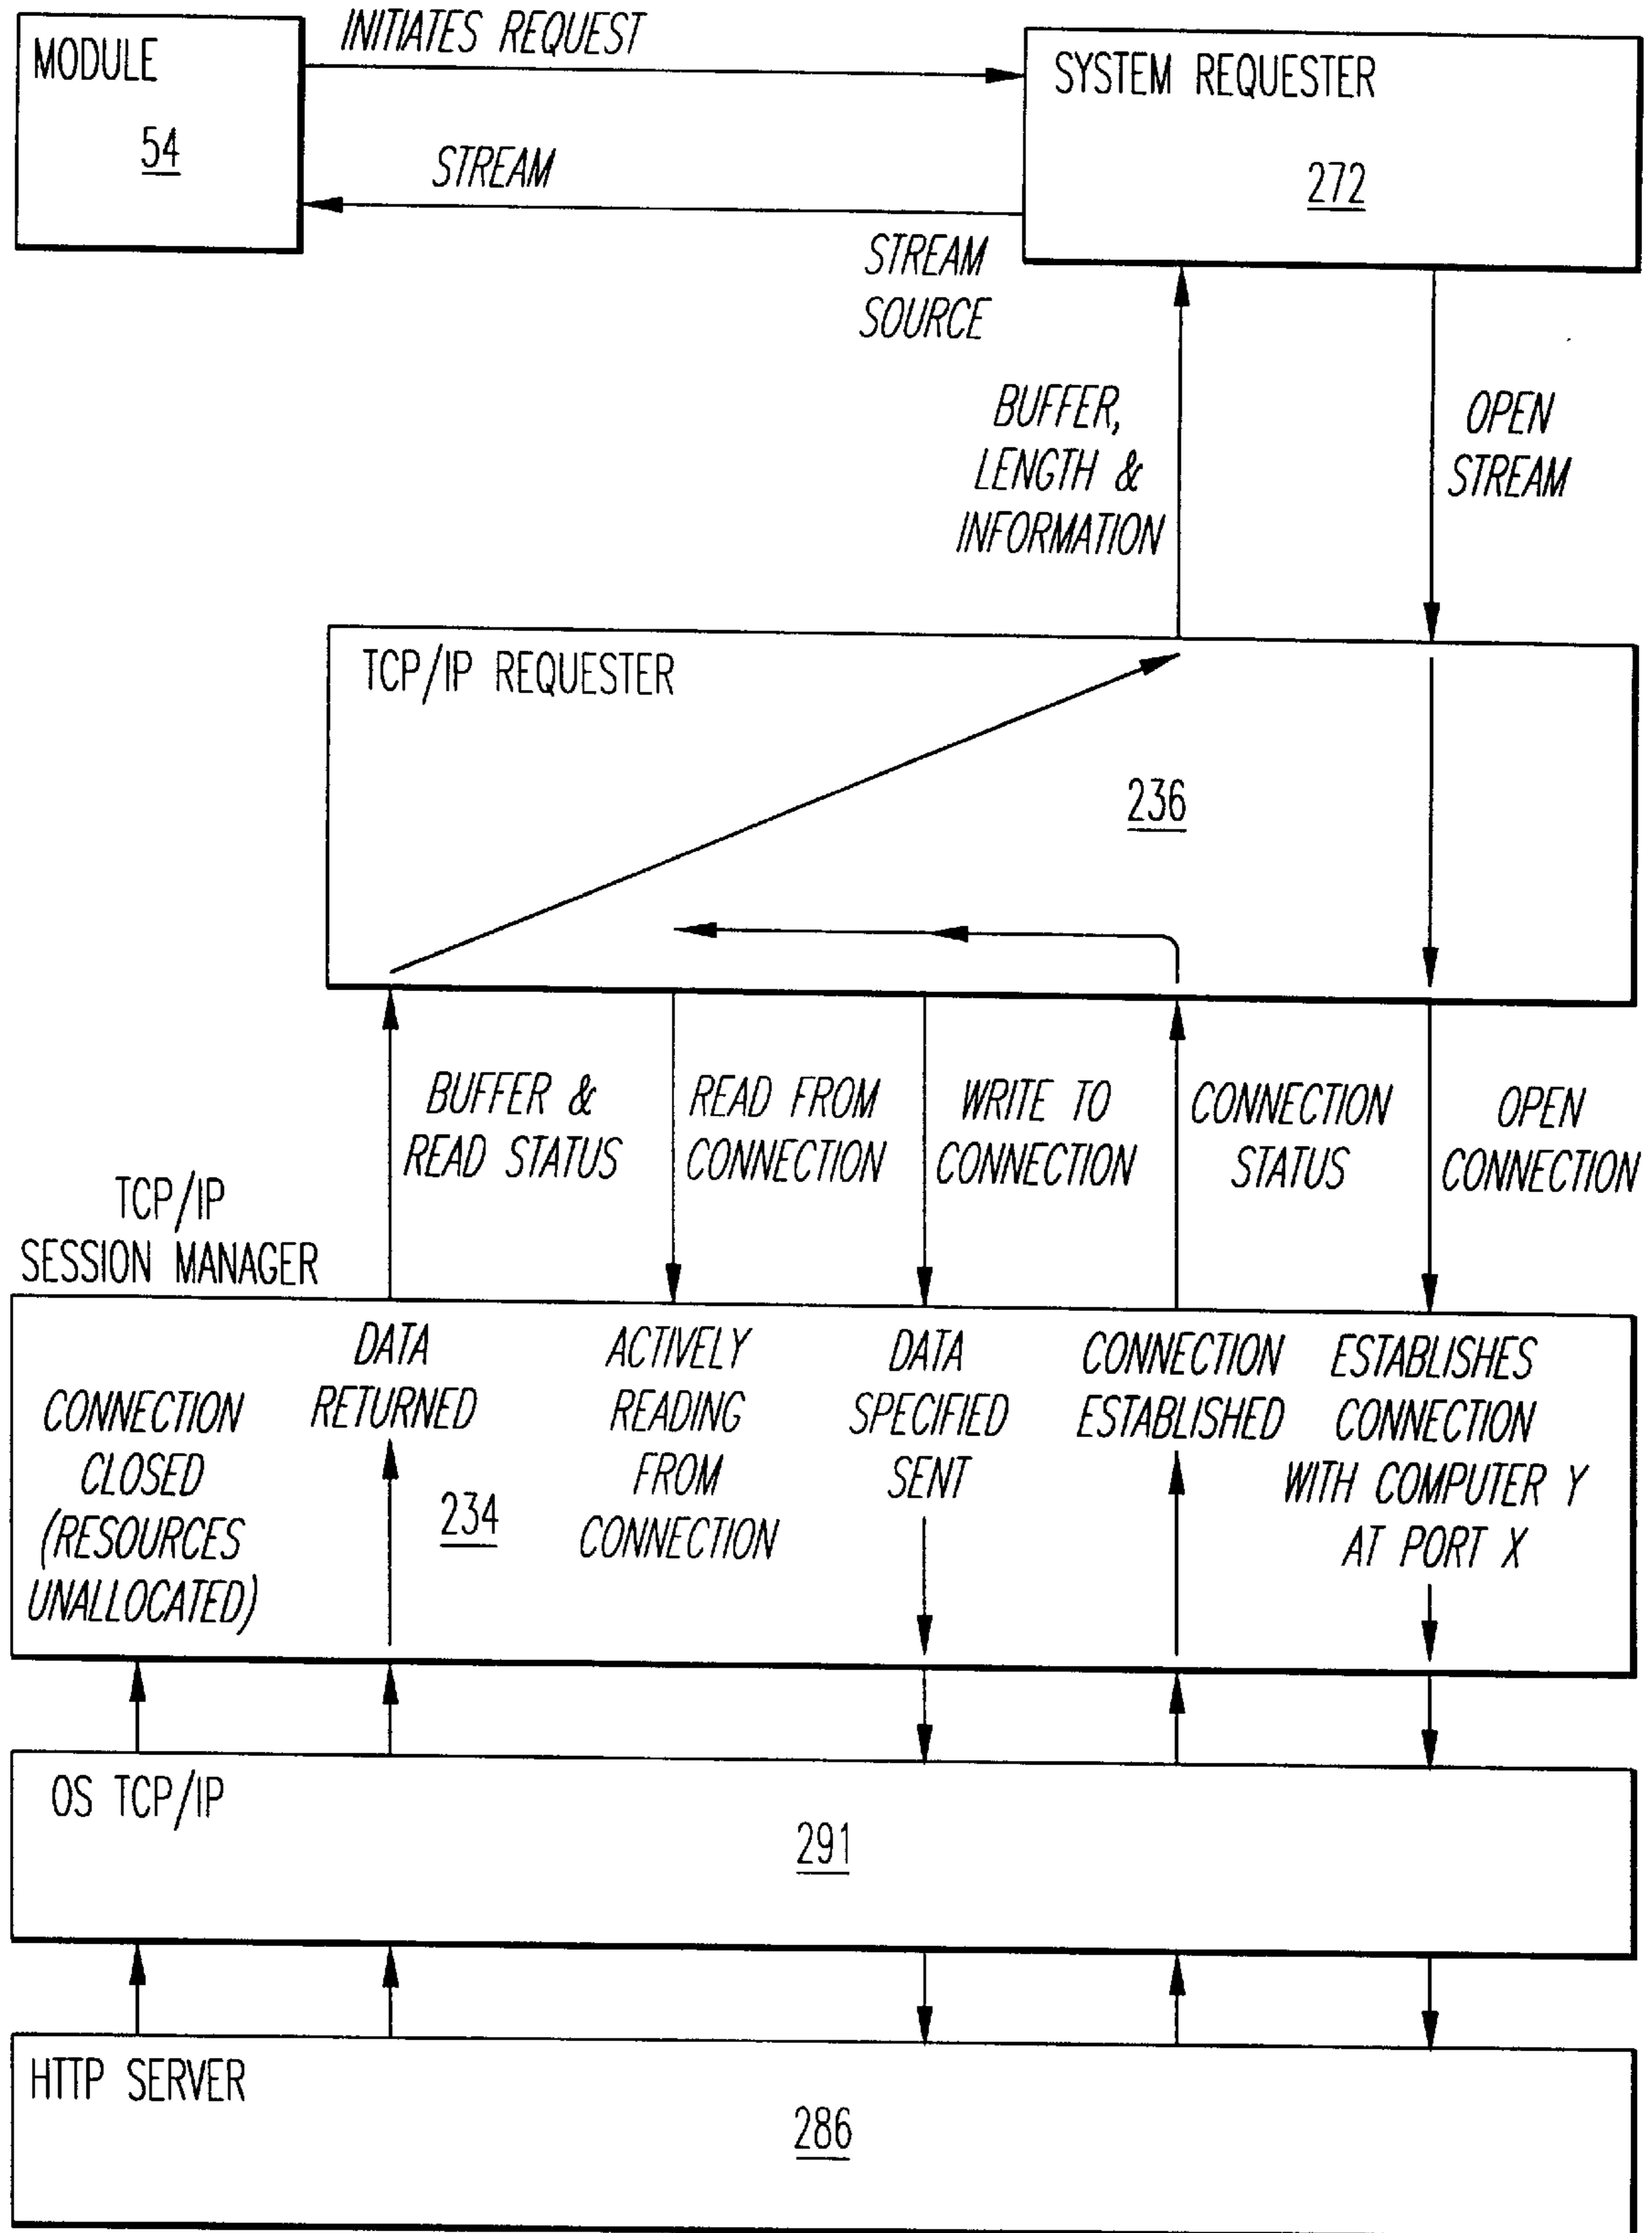 MODULE
54
INITIATES REQUEST
STREAM
SYSTEM REQUESTER
272
STREAM
SOURCE
BUFFER,
LENGTH &
INFORMATION
OPEN
STREAM
TCP/IP REQUESTER
236
BUFFER &
READ STATUS
READ FROM
CONNECTION
WRITE TO
CONNECTION
CONNECTION
STATUS
OPEN
CONNECTION
TCP/IP
SESSION MANAGER
CONNECTION
CLOSED
(RESOURCES
UNALLOCATED)
DATA
RETURNED
234
ACTIVELY
READING
FROM
CONNECTION
DATA
SPECIFIED
SENT
CONNECTION
ESTABLISHED
ESTABLISHES
CONNECTION
WITH COMPUTER Y
AT PORT X
OS TCP/IP
291
HTTP SERVER
286